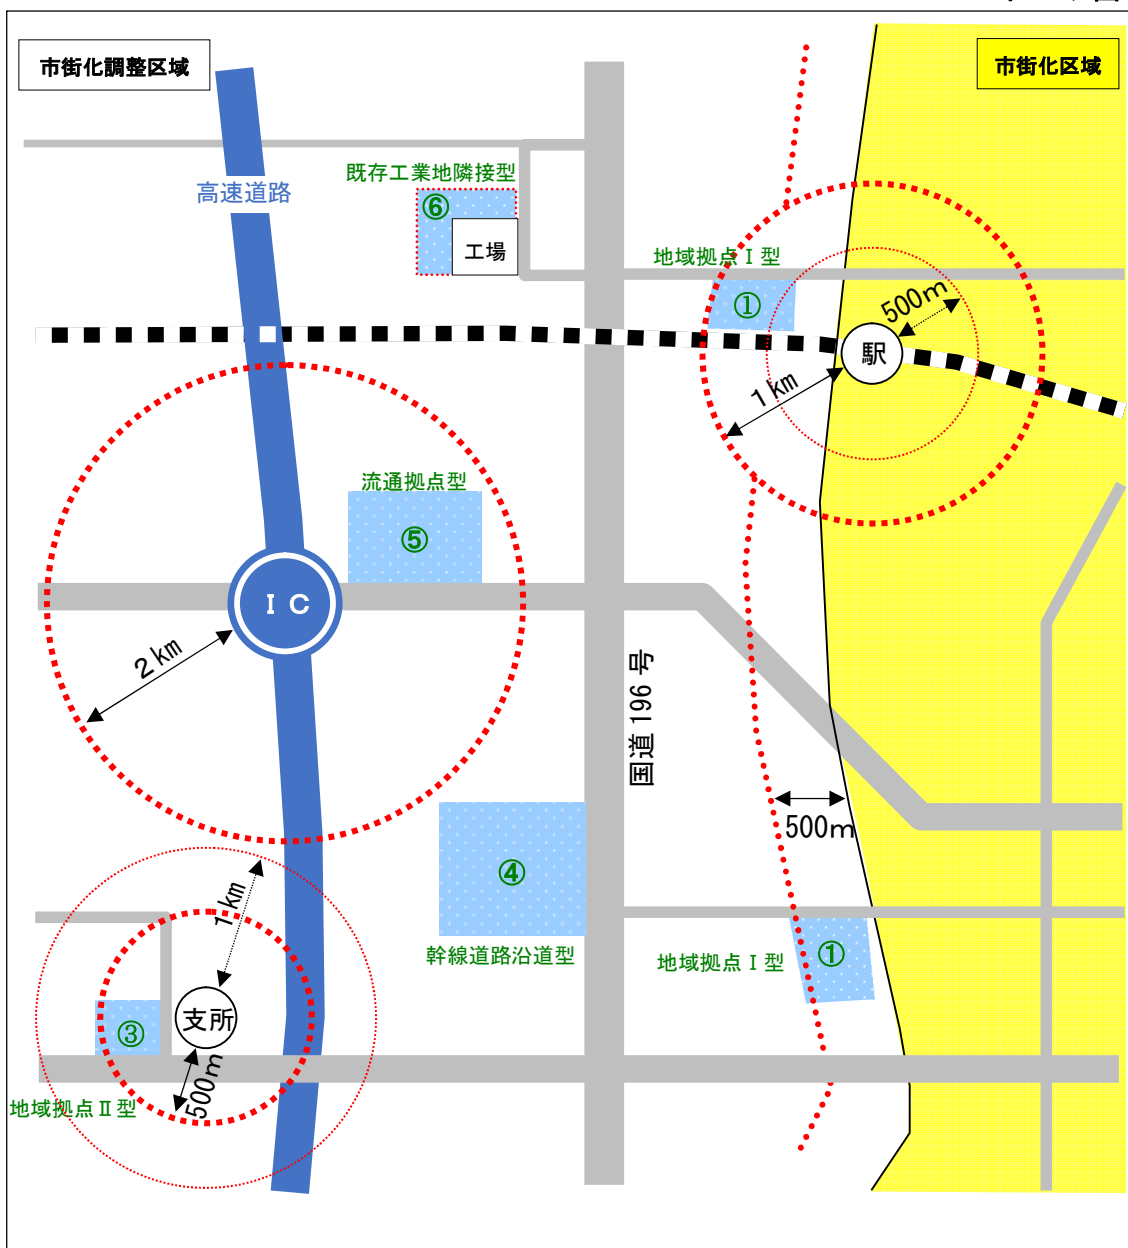 市街化調整区域
市街化区域
既存工業地隣接型
高速道路
⑥
工場
地域拠点Ⅰ型
①
500m
駅
1km
流通拠点型
⑤
ＩＣ
2km
国道196号
500m
④
1km
幹線道路沿道型
地域拠点Ⅰ型
①
支所
③
500m
地域拠点Ⅱ型